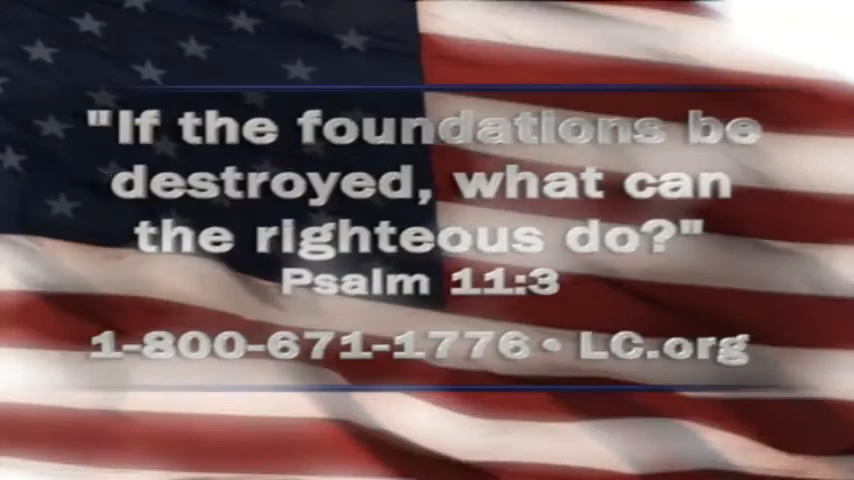 "If the foundations be
destroyed, what can
the righteous do?"
Psalm 11:3
1-800-671-1776 • LC.org